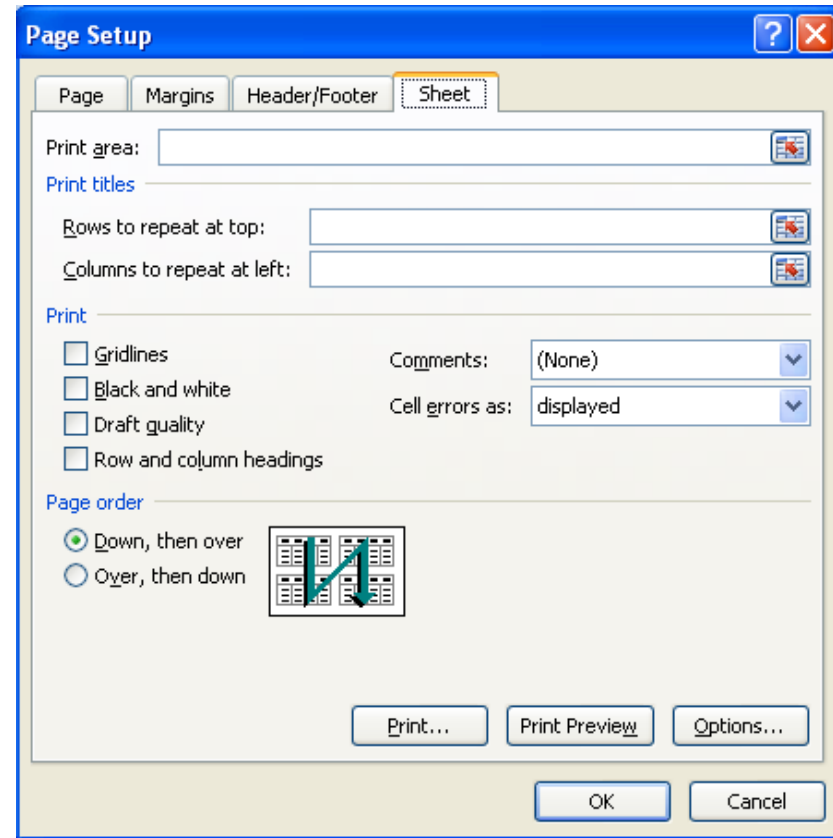 Page Setup
Page Margins Header/Footer Sheet
Print area:
Print titles
Rows to repeat at top:
Columns to repeat at left:
Print
Gridlines
Black and white
Draft quality
Row and column headings
Comments: (None)
Cell errors as: displayed
Page order
Down, then over
Over, then down
Print... Print Preview Options...
OK Cancel